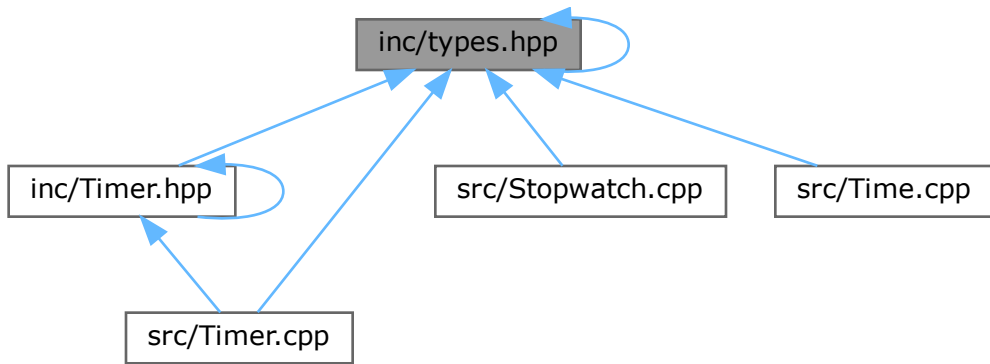 inc/types.hpp
inc/Timer.hpp
src/Stopwatch.cpp
src/Time.cpp
src/Timer.cpp